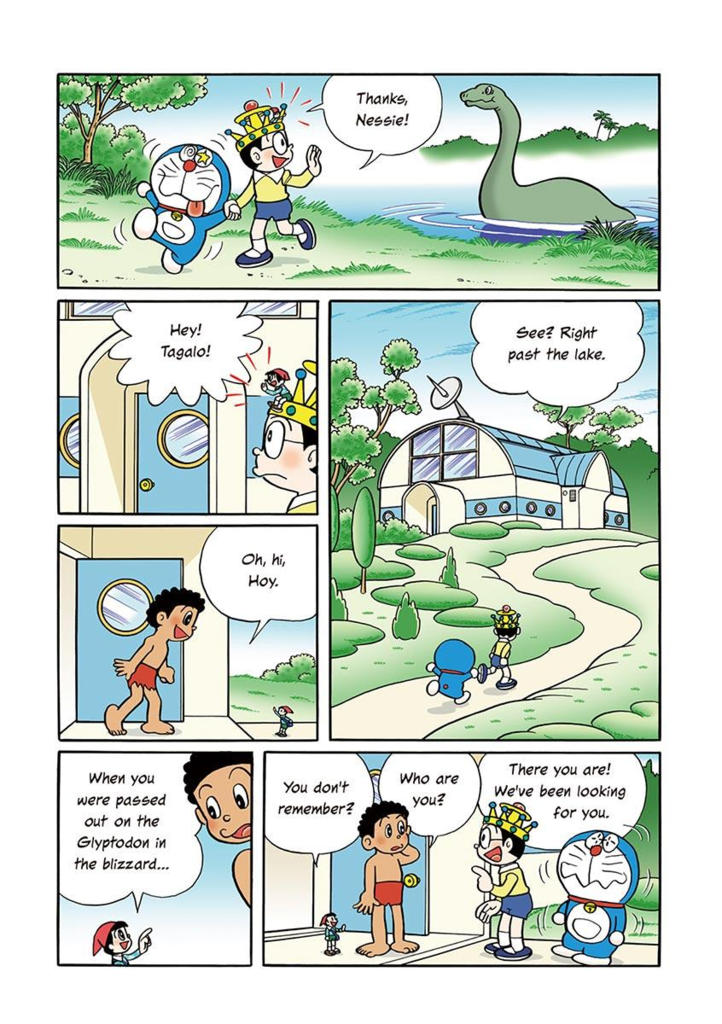 Thanks,
Nessie!
See? Right
past the lake.
Hey!
Tagalo!
Oh, hi,
Hoy.
There you are!
We've been looking
for you.
Who are
you?
You don't
remember?
When you
were passed
out on the
Glyptodon in
the blizzard...